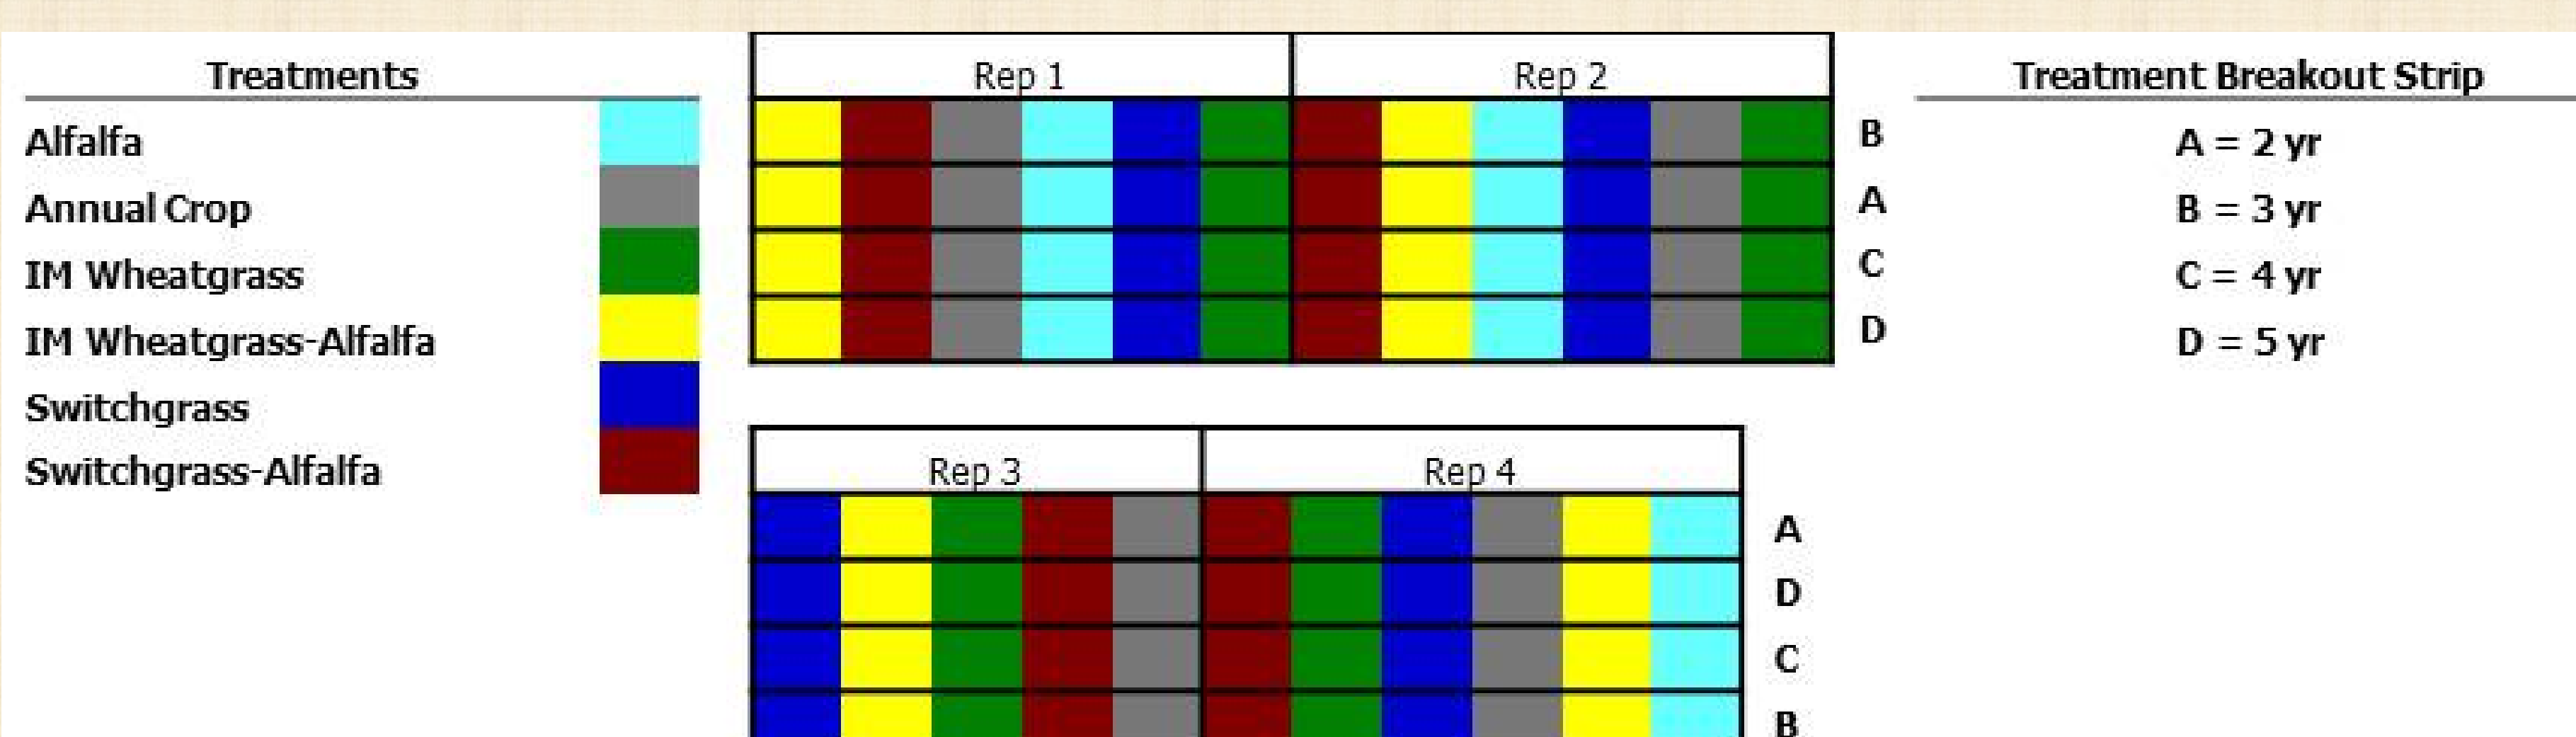 Treatments
Alfalfa
Annual Crop
IM Wheatgrass
IM Wheatgrass-Alfalfa
Switchgrass
Switchgrass-Alfalfa
Rep 1 Rep 2
B
A
C
D
Rep 3 Rep 4
A
D
C
B
Treatment Breakout Strip
A = 2 yr
B = 3 yr
C = 4 yr
D = 5 yr